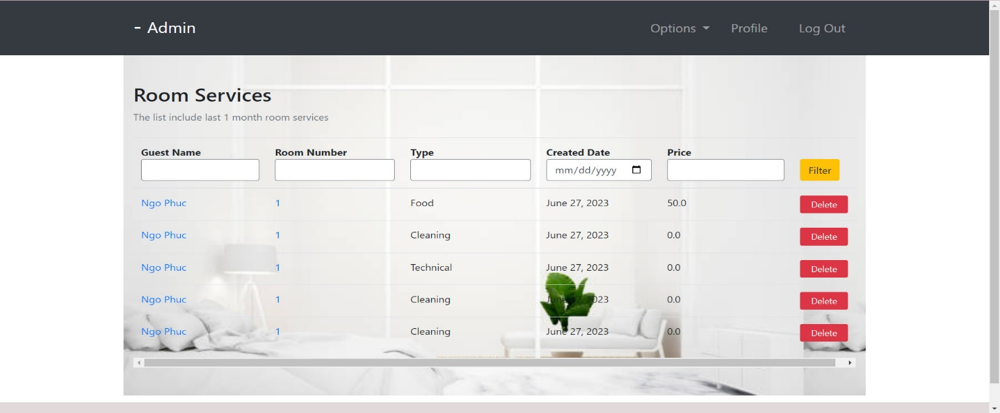 - Admin Options Profile Log Out
Room Services
The list include last 1 month room services
Guest Name Room Number Type Created Date Price
mm/dd/yyyy Filter
Ngo Phuc 1 Food June 27, 2023 50.0 Delete
Ngo Phuc 1 Cleaning June 27, 2023 0.0 Delete
Ngo Phuc 1 Technical June 27, 2023 0.0 Delete
Ngo Phuc 1 Cleaning June 2023 0.0 Delete
Ngo Phuc 1 Cleaning June 27, 2023 0.0 Delete